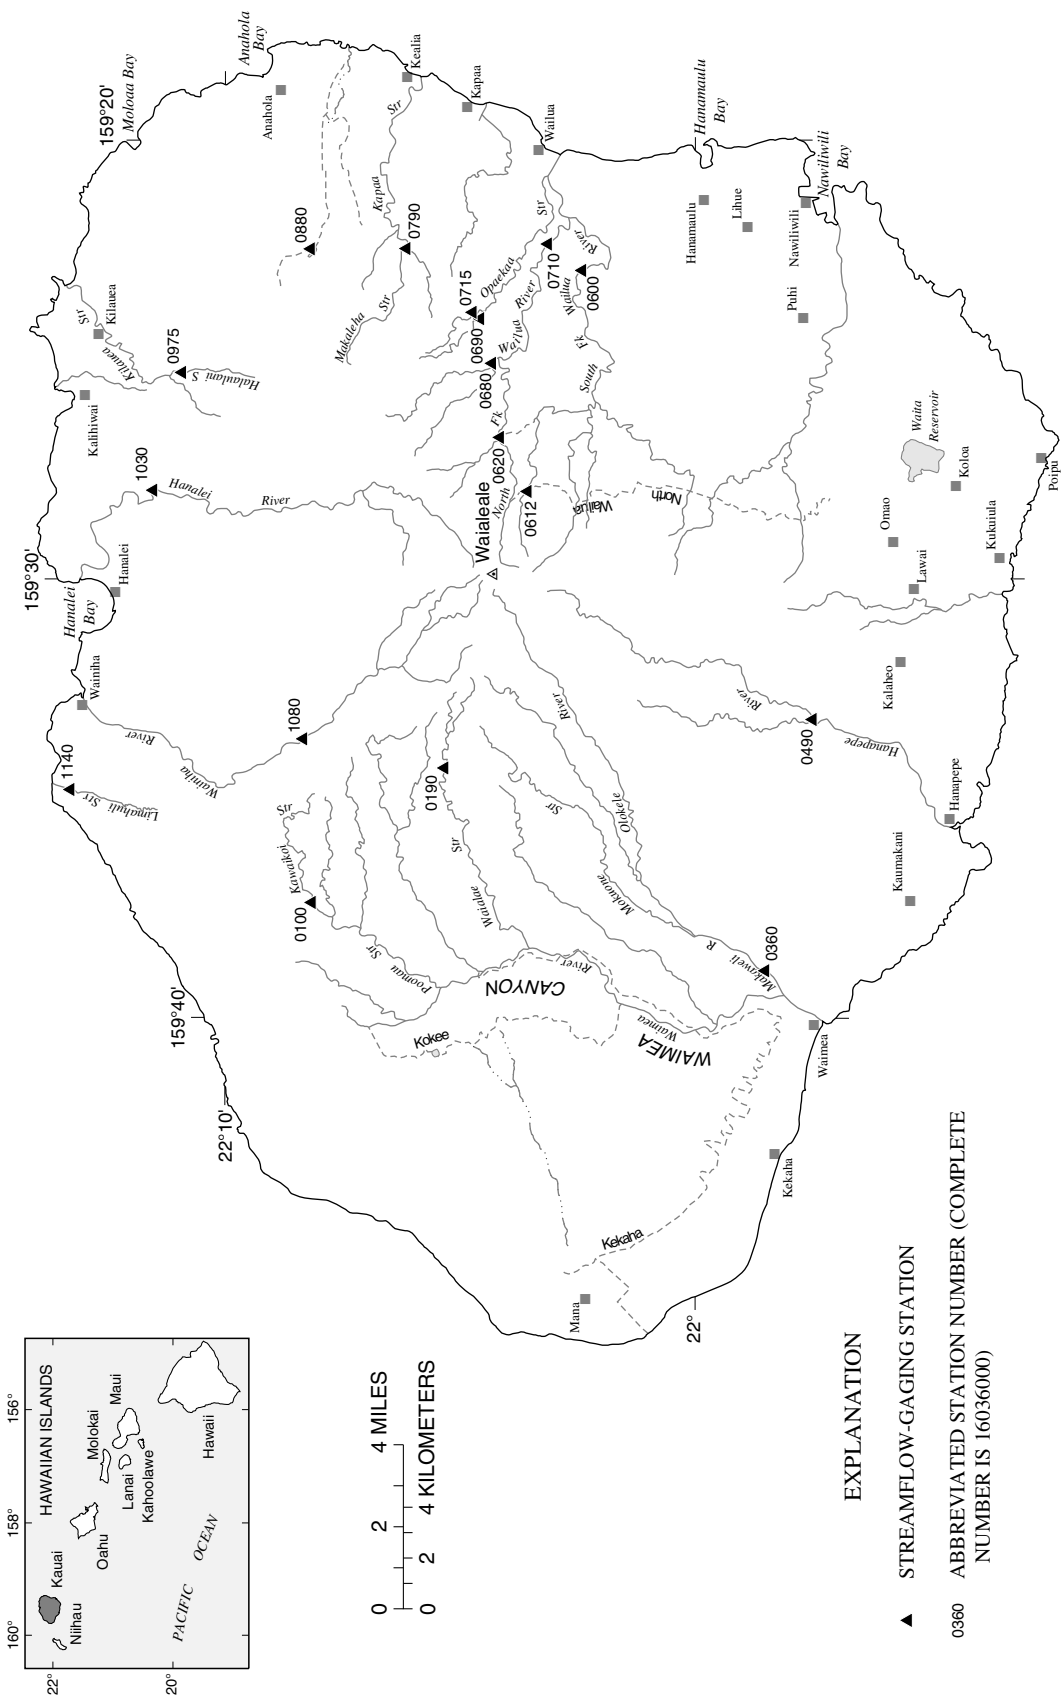 HAWAIIAN ISLANDS
160°
158°
156°
22°
20°
Niihau
Kauai
Oahu
Molokai
Lanai
Kahoolawe
Maui
Hawaii
PACIFIC
OCEAN
0 2 4 MILES
0 2 4 KILOMETERS
EXPLANATION
STREAMFLOW-GAGING STATION
0360 ABBREVIATED STATION NUMBER (COMPLETE
NUMBER IS 16036000)
159°40'
159°30'
159°20'
22°10'
22°
1140
Limahuli Str
Wainiha
Wainiha
River
1080
Hanalei
Bay
Hanalei
1030
Hanalei
River
Kalihiwai
Kilauea
Str
Kilauea
0975
Halaulani S
Moloaa Bay
Anahola
Bay
Anahola
0880
Kealia
Kapaa
Str
Kapaa
0790
Makaleha
Str
Wailua
Opaekaa
Str
0715
0690
0680
0710
Wailua
River
North
Fk
0620
0612
0600
South
Fk
Wailua
River
North
Wailua
Waialeale
Hanamaulu
Bay
Hanamaulu
Lihue
Nawiliwili
Nawiliwili
Bay
Puhi
Waita
Reservoir
Koloa
Poipu
Omao
Lawai
Kukuiula
Kalaheo
0490
Hanapepe
River
Hanapepe
Kaumakani
Kawaikoi
Str
0100
Poomau
Str
0190
Waialae
Str
Mokuone
Str
Olokele
River
Makaweli
R
0360
WAIMEA
CANYON
Waimea
River
Waimea
Kokee
Kekaha
Kekaha
Mana